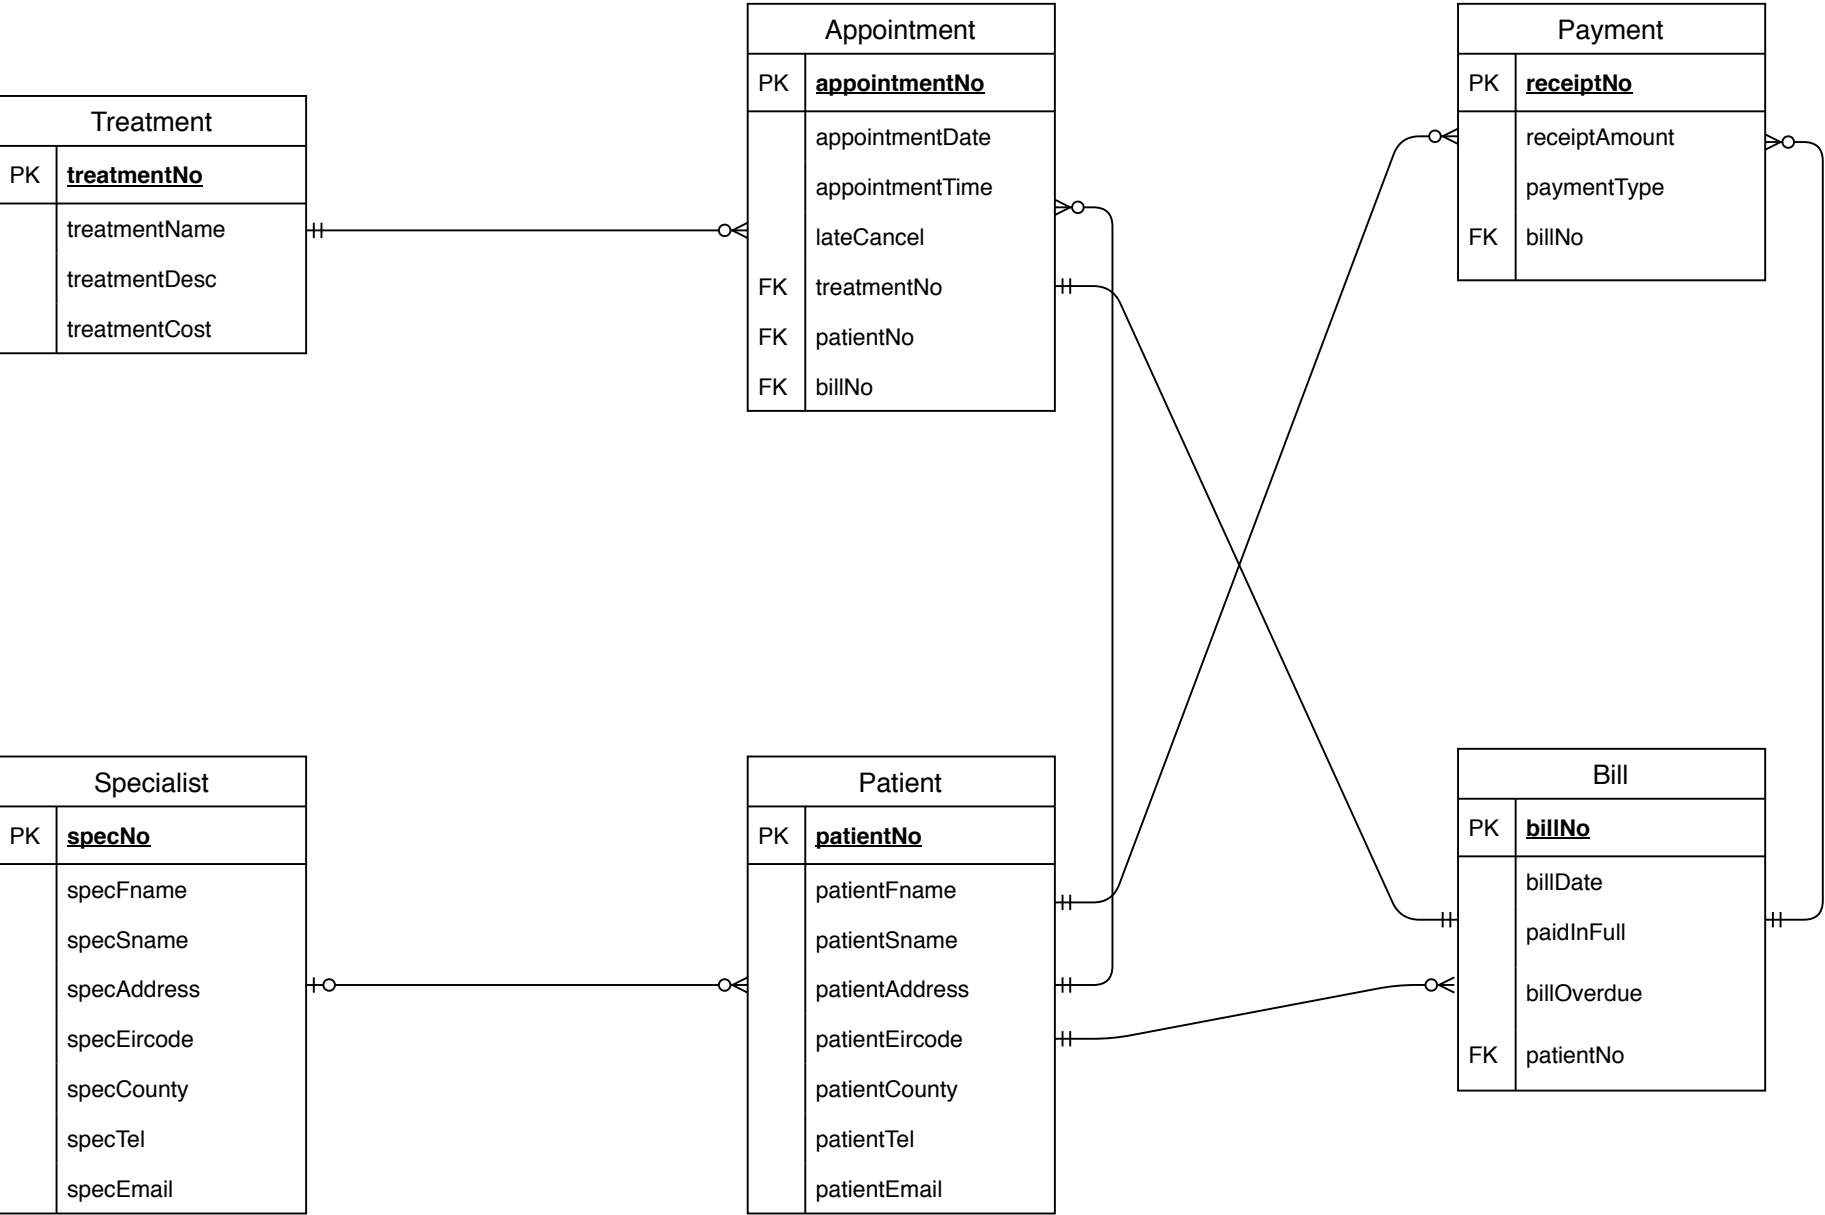 Treatment
PK treatmentNo
treatmentName
treatmentDesc
treatmentCost
Appointment
PK appointmentNo
appointmentDate
appointmentTime
lateCancel
FK treatmentNo
FK patientNo
FK billNo
Payment
PK receiptNo
receiptAmount
paymentType
FK billNo
Specialist
PK specNo
specFname
specSname
specAddress
specEircode
specCounty
specTel
specEmail
Patient
PK patientNo
patientFname
patientSname
patientAddress
patientEircode
patientCounty
patientTel
patientEmail
Bill
PK billNo
billDate
paidInFull
billOverdue
FK patientNo